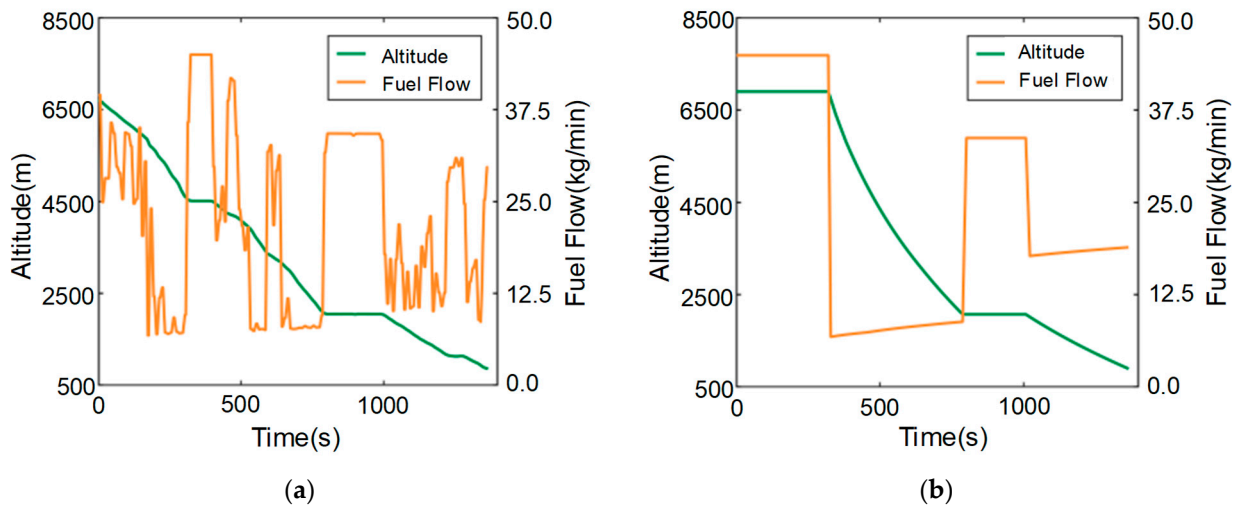 8500
6500
4500
2500
500
Altitude(m)
50.0
37.5
25.0
12.5
0.0
Fuel Flow(kg/min)
Altitude
Fuel Flow
0
500
1000
Time(s)
(a)
8500
6500
4500
2500
500
Altitude(m)
50.0
37.5
25.0
12.5
0.0
Fuel Flow(kg/min)
Altitude
Fuel Flow
0
500
1000
Time(s)
(b)